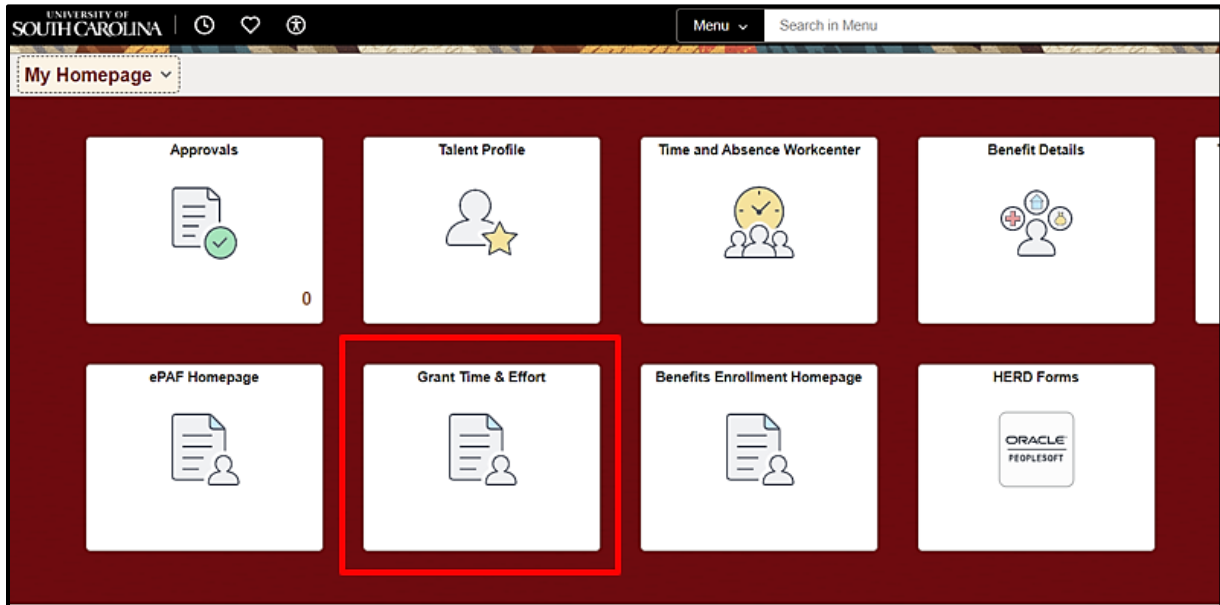 UNIVERSITY OF
SOUTH CAROLINA
Menu
Search in Menu
My Homepage
Approvals
Talent Profile
Time and Absence Workcenter
Benefit Details
0
ePAF Homepage
Grant Time & Effort
Benefits Enrollment Homepage
HERD Forms
ORACLE
PEOPLESOFT